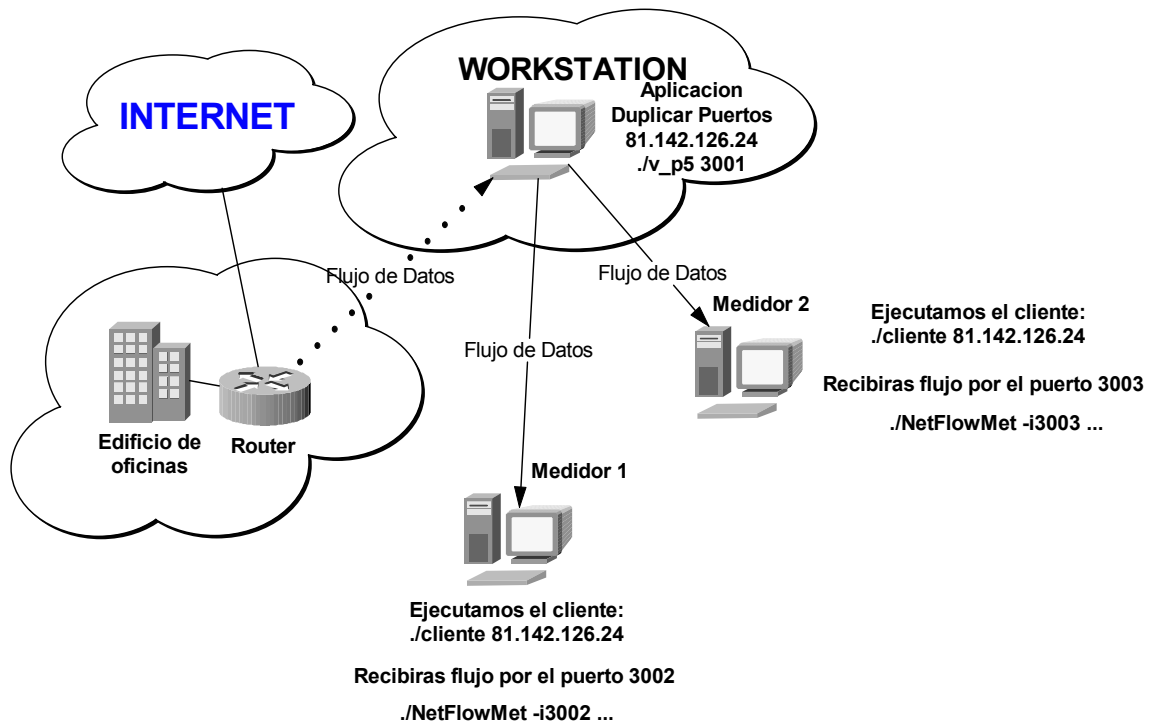 INTERNET
WORKSTATION
Aplicacion
Duplicar Puertos
81.142.126.24
./v_p5 3001
Flujo de Datos
Flujo de Datos
Flujo de Datos
Edificio de
oficinas
Router
Medidor 2
Ejecutamos el cliente:
./cliente 81.142.126.24
Recibiras flujo por el puerto 3003
./NetFlowMet -i3003 ...
Medidor 1
Ejecutamos el cliente:
./cliente 81.142.126.24
Recibiras flujo por el puerto 3002
./NetFlowMet -i3002 ...